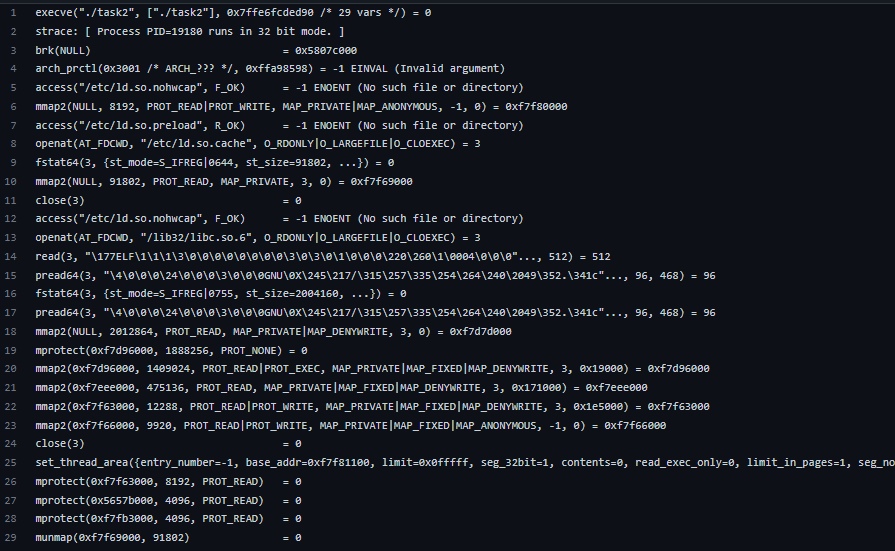 1 execve("./task2", ["./task2"], 0x7ffe6fcded90 /* 29 vars */) = 0
2 strace: [ Process PID=19180 runs in 32 bit mode. ]
3 brk(NULL) = 0x5807c000
4 arch_prctl(0x3001 /* ARCH_??? */, 0xffa98598) = -1 EINVAL (Invalid argument)
5 access("/etc/ld.so.nohwcap", F_OK) = -1 ENOENT (No such file or directory)
6 mmap2(NULL, 8192, PROT_READ|PROT_WRITE, MAP_PRIVATE|MAP_ANONYMOUS, -1, 0) = 0xf7f80000
7 access("/etc/ld.so.preload", R_OK) = -1 ENOENT (No such file or directory)
8 openat(AT_FDCWD, "/etc/ld.so.cache", O_RDONLY|O_LARGEFILE|O_CLOEXEC) = 3
9 fstat64(3, {st_mode=S_IFREG|0644, st_size=91802, ...}) = 0
10 mmap2(NULL, 91802, PROT_READ, MAP_PRIVATE, 3, 0) = 0xf7f69000
11 close(3) = 0
12 access("/etc/ld.so.nohwcap", F_OK) = -1 ENOENT (No such file or directory)
13 openat(AT_FDCWD, "/lib32/libc.so.6", O_RDONLY|O_LARGEFILE|O_CLOEXEC) = 3
14 read(3, "\177ELF\1\1\1\3\0\0\0\0\0\0\0\0\3\0\3\0\1\0\0\0\220\260\1\0004\0\0\0"..., 512) = 512
15 pread64(3, "\4\0\0\0\24\0\0\0\3\0\0\0GNU\0X\245\217/\315\257\335\254\264\240\2049\352.\341c"..., 96, 468) = 96
16 fstat64(3, {st_mode=S_IFREG|0755, st_size=2004160, ...}) = 0
17 pread64(3, "\4\0\0\0\24\0\0\0\3\0\0\0GNU\0X\245\217/\315\257\335\254\264\240\2049\352.\341c"..., 96, 468) = 96
18 mmap2(NULL, 2012864, PROT_READ, MAP_PRIVATE|MAP_DENYWRITE, 3, 0) = 0xf7d7d000
19 mprotect(0xf7d96000, 1888256, PROT_NONE) = 0
20 mmap2(0xf7d96000, 1409024, PROT_READ|PROT_EXEC, MAP_PRIVATE|MAP_FIXED|MAP_DENYWRITE, 3, 0x19000) = 0xf7d96000
21 mmap2(0xf7eee000, 475136, PROT_READ, MAP_PRIVATE|MAP_FIXED|MAP_DENYWRITE, 3, 0x171000) = 0xf7eee000
22 mmap2(0xf7f63000, 12288, PROT_READ|PROT_WRITE, MAP_PRIVATE|MAP_FIXED|MAP_DENYWRITE, 3, 0x1e5000) = 0xf7f63000
23 mmap2(0xf7f66000, 9920, PROT_READ|PROT_WRITE, MAP_PRIVATE|MAP_FIXED|MAP_ANONYMOUS, -1, 0) = 0xf7f66000
24 close(3) = 0
25 set_thread_area({entry_number=-1, base_addr=0xf7f81100, limit=0x0fffff, seg_32bit=1, contents=0, read_exec_only=0, limit_in_pages=1, seg_no
26 mprotect(0xf7f63000, 8192, PROT_READ) = 0
27 mprotect(0x5657b000, 4096, PROT_READ) = 0
28 mprotect(0xf7fb3000, 4096, PROT_READ) = 0
29 munmap(0xf7f69000, 91802) = 0